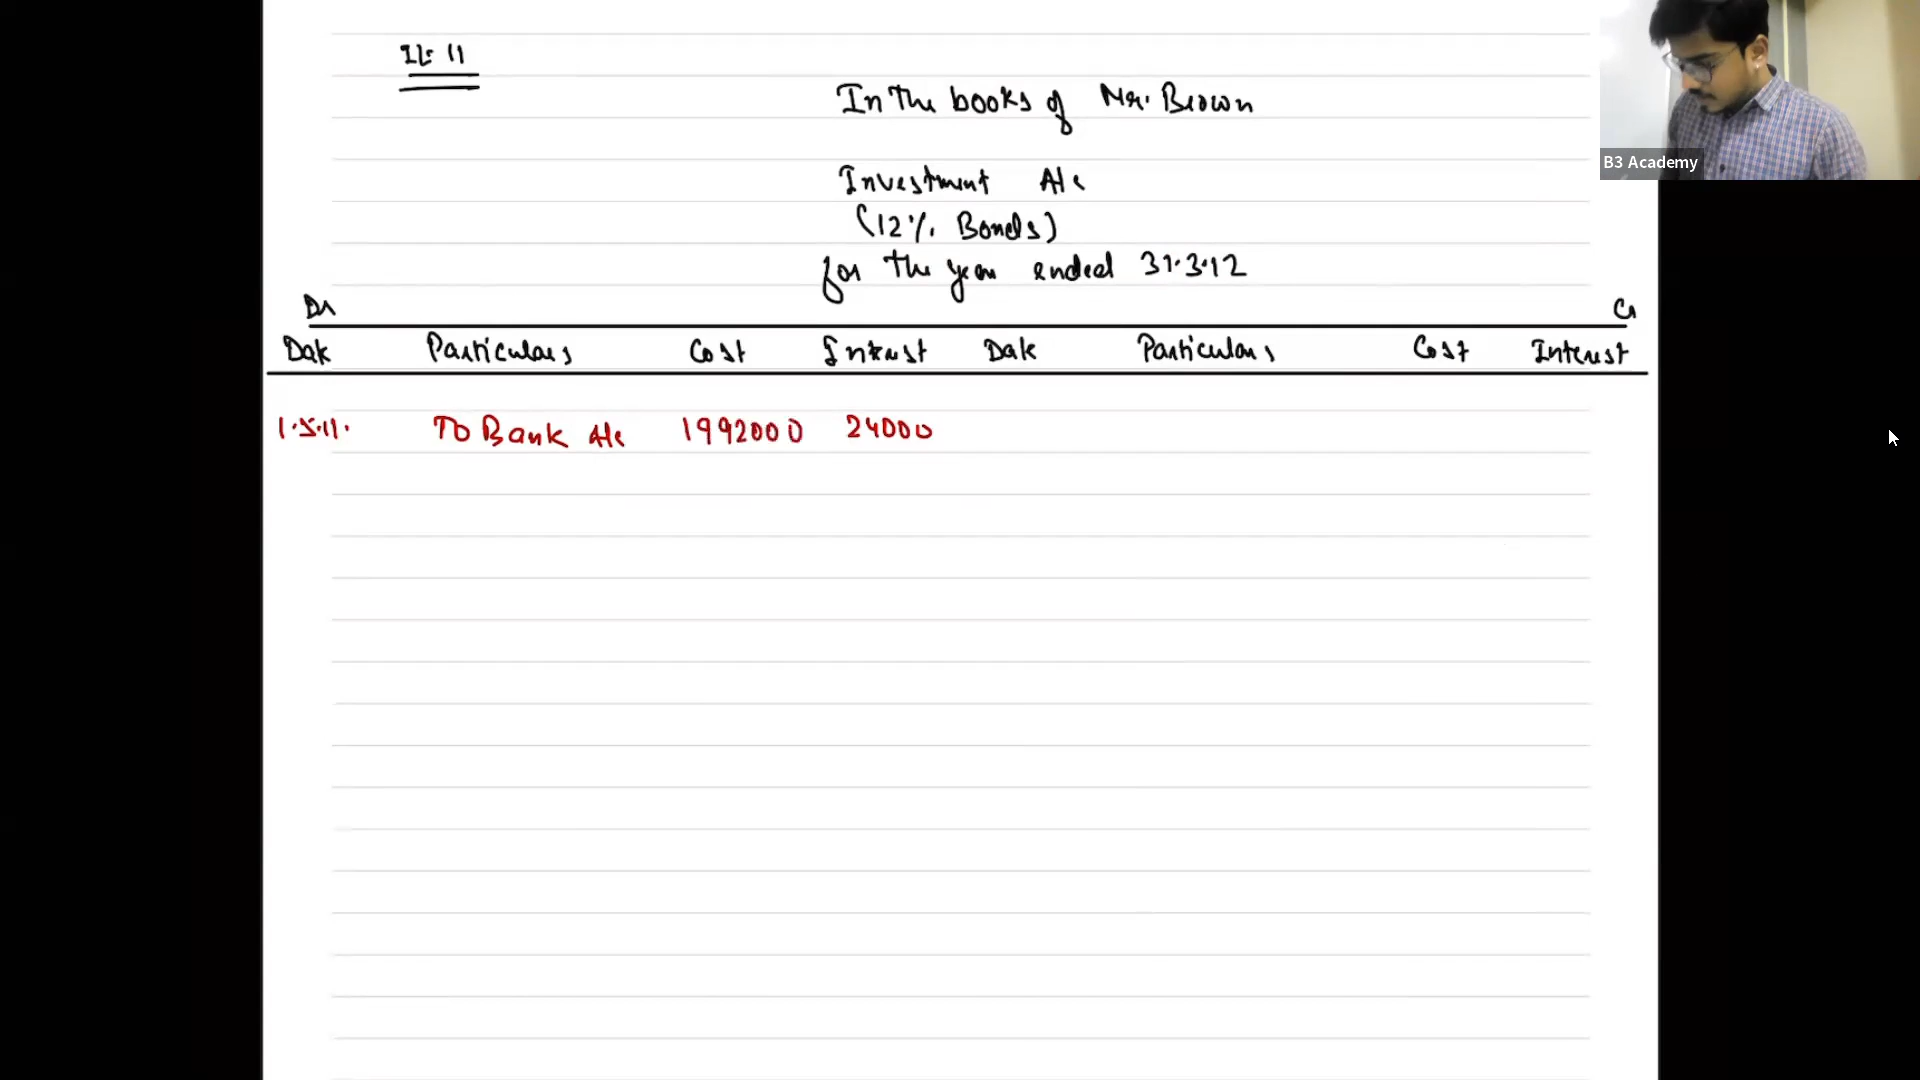 Ill: 11
In the books of Mr. Brown
Investment A/c
(12% Bonds)
for the year ended 31.3.12
Dr Cr
Date Particulars Cost Interest Date Particulars Cost Interest
1.5.11. To Bank A/c 1992000 24000
B3 Academy